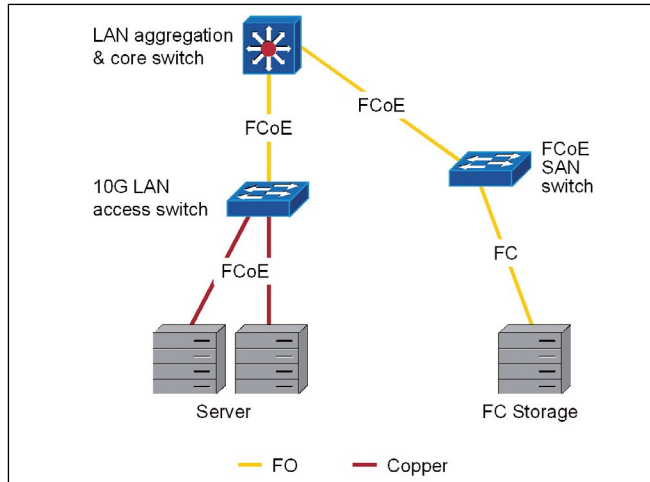 LAN aggregation
& core switch
FCoE
FCoE
FCoE
SAN
switch
10G LAN
access switch
FCoE
FC
Server
FC Storage
FO
Copper